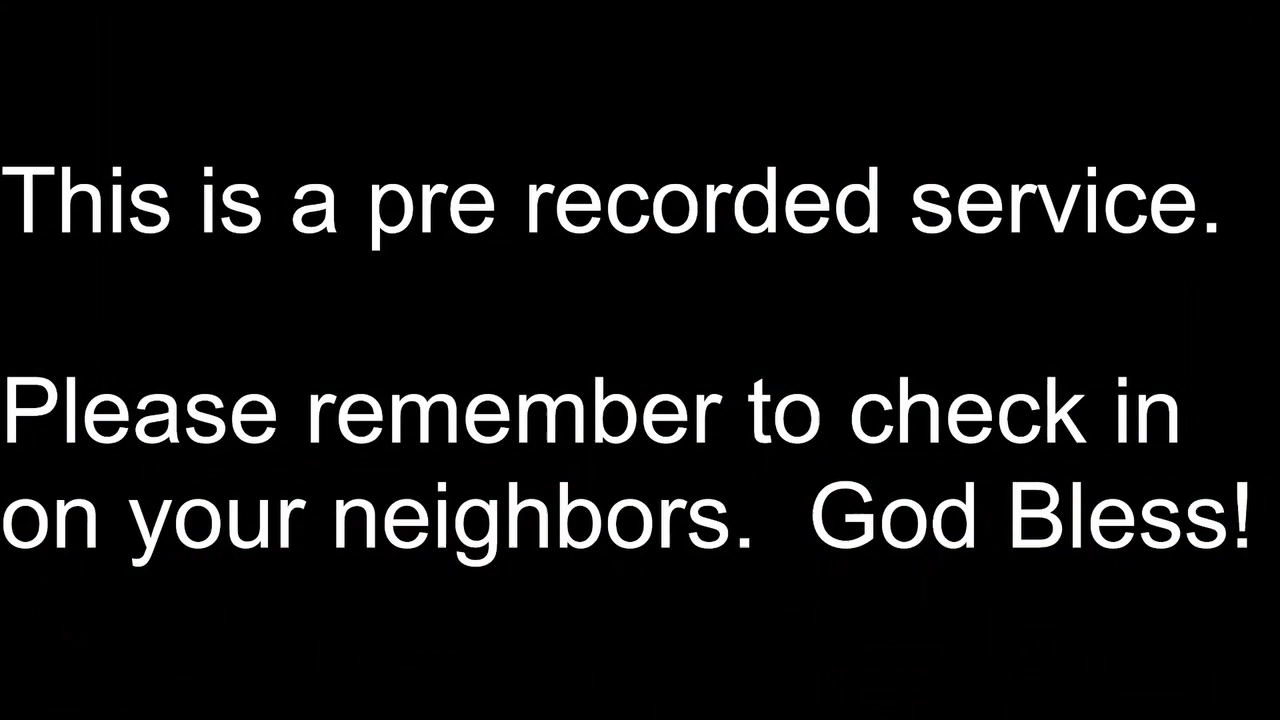 This is a pre recorded service.
Please remember to check in
on your neighbors.  God Bless!